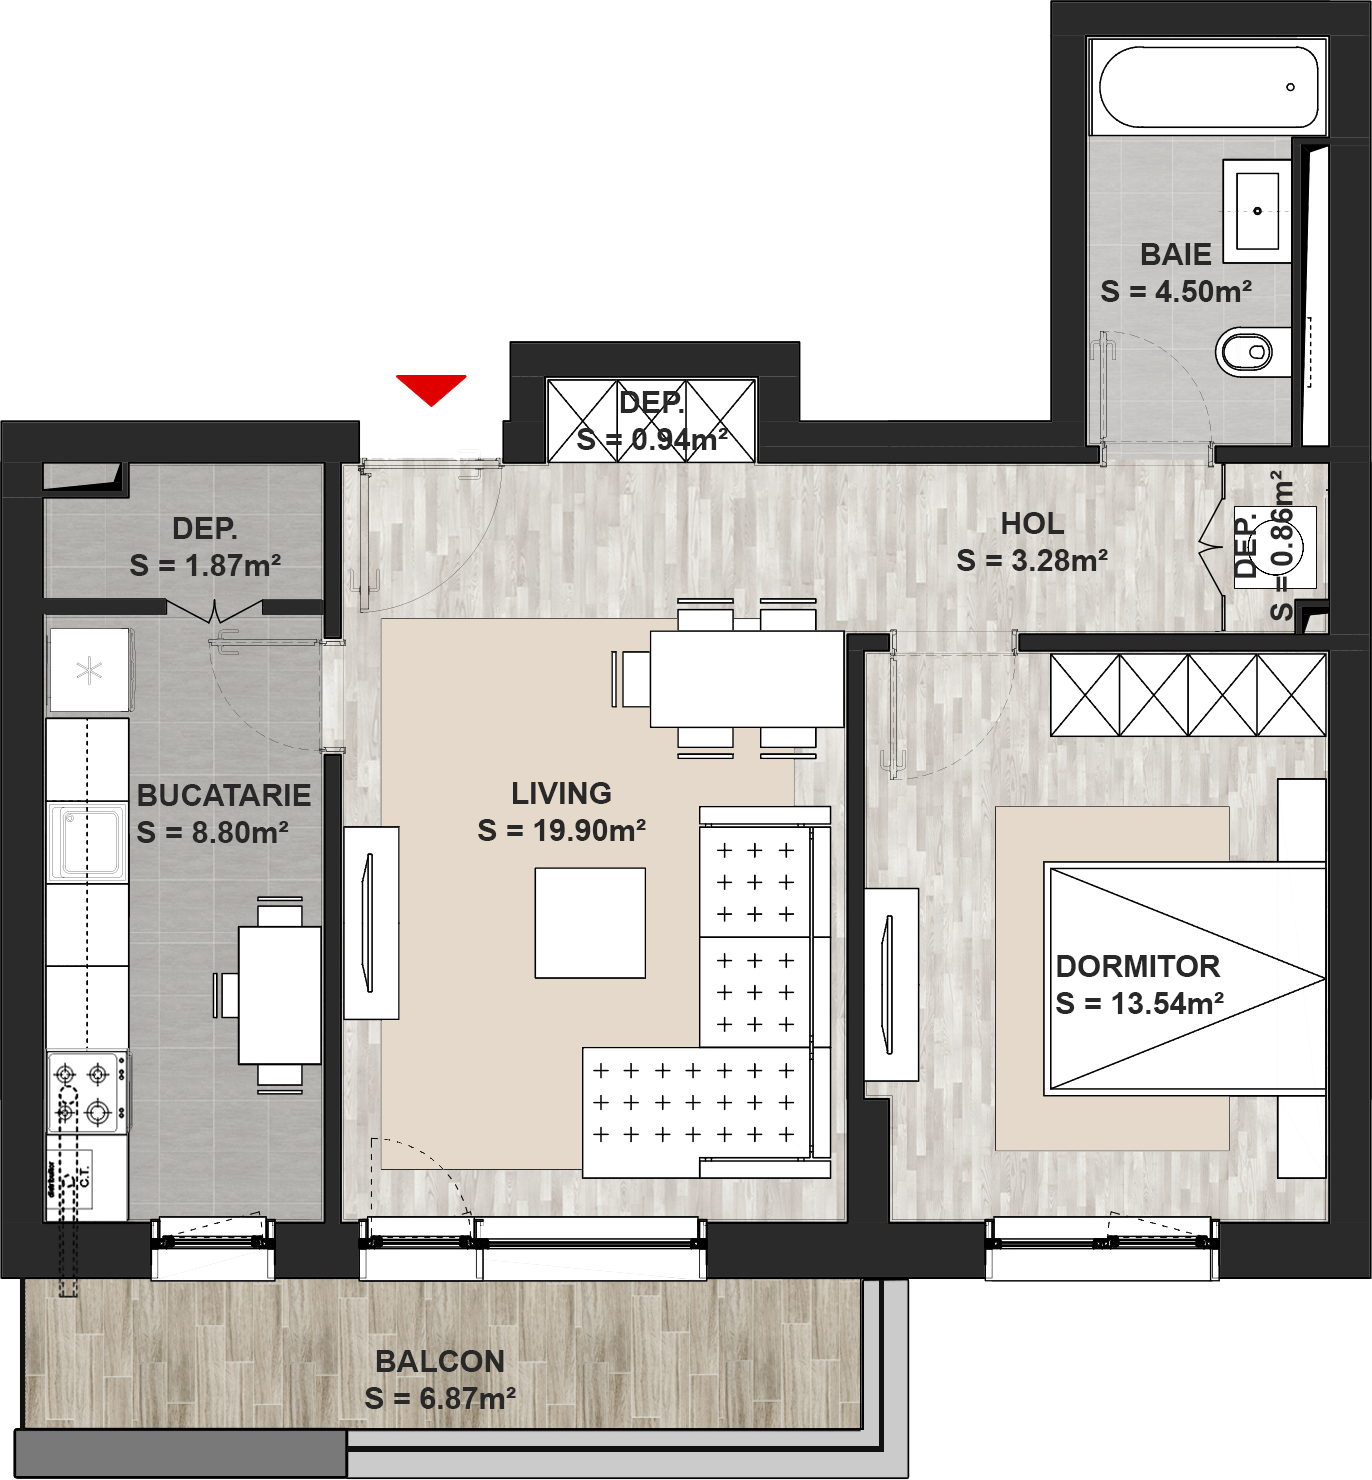 BAIE
S = 4.50m²
DEP.
S = 0.94m²
DEP.
S = 1.87m²
HOL
S = 3.28m²
DEP.
S = 0.86m²
BUCATARIE
S = 8.80m²
LIVING
S = 19.90m²
DORMITOR
S = 13.54m²
C.T.
BALCON
S = 6.87m²